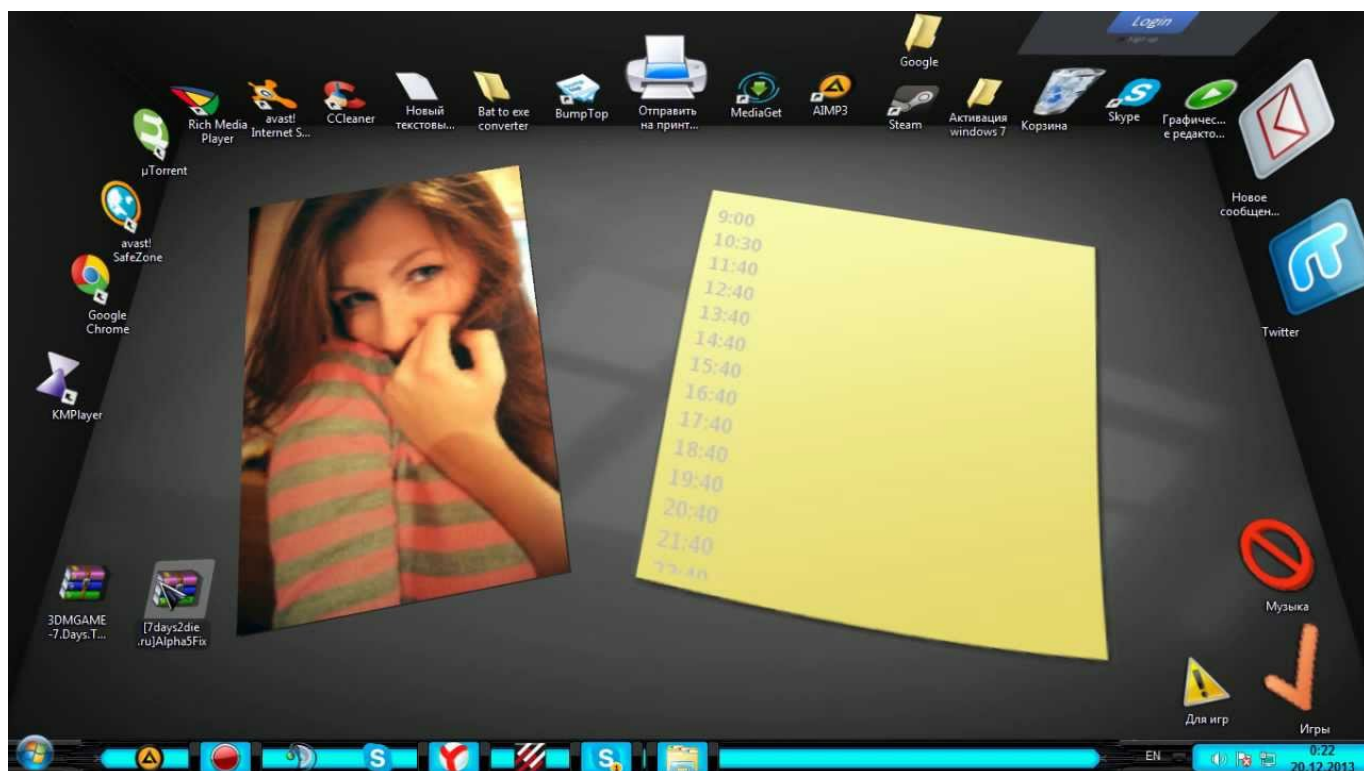 Login
Google
Rich Media
Player
avast!
Internet S...
CCleaner
Новый
текстовы...
Bat to exe
converter
BumpTop
Отправить
на принт...
MediaGet
AIMP3
Steam
Активация
windows 7
Корзина
Skype
Графичес...
е редакто...
µTorrent
avast!
SafeZone
Google
Chrome
KMPlayer
9:00
10:30
11:40
12:40
13:40
14:40
15:40
16:40
17:40
18:40
19:40
20:40
21:40
22:40
Новое
сообщен...
Twitter
3DMGAME
-7.Days.T...
[7days2die
.ru]Alpha5Fix
Музыка
Для игр
Игры
EN
0:22
20.12.2013